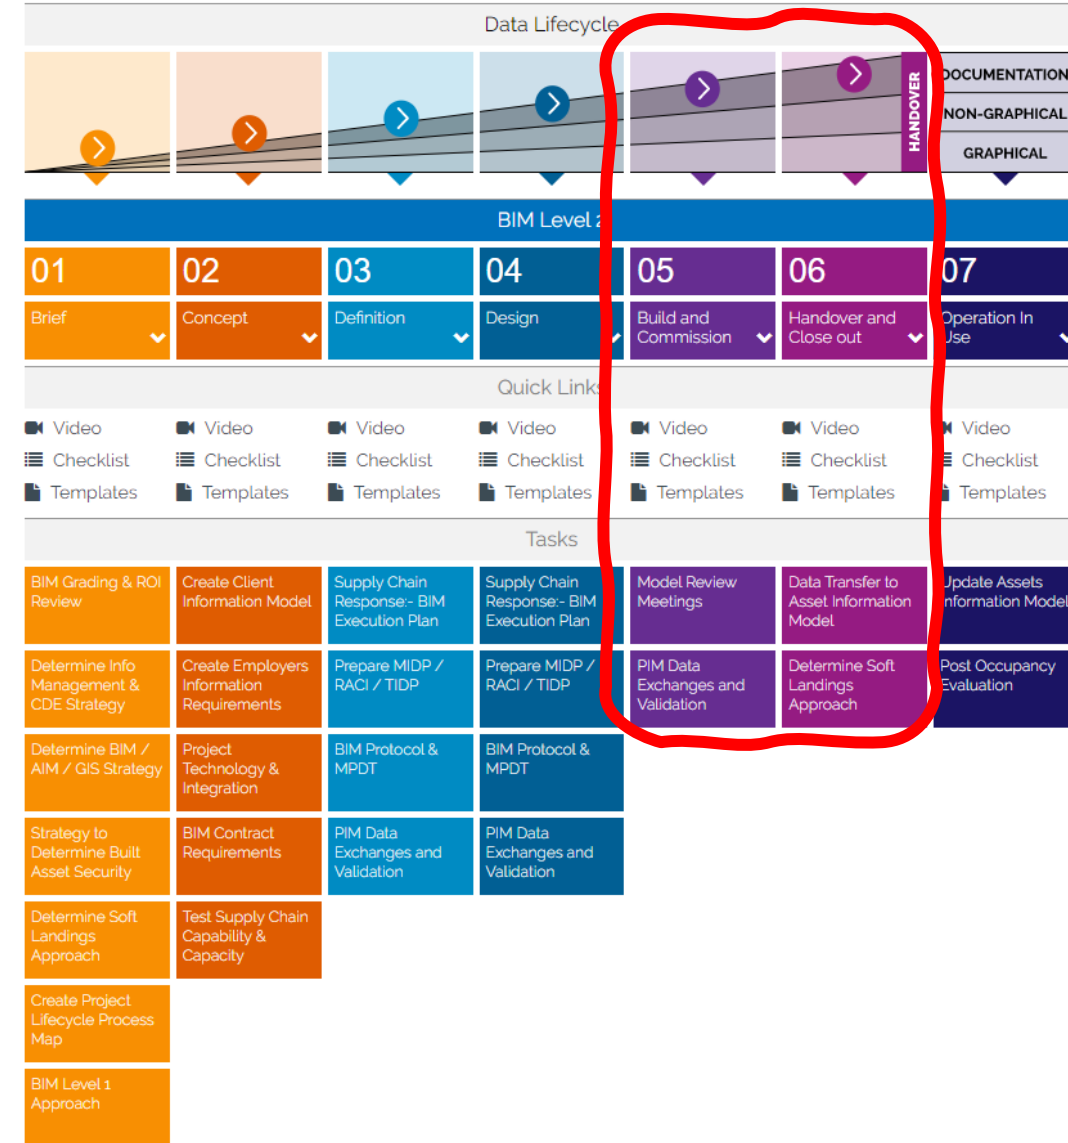 Data Lifecycle
HANDOVER
DOCUMENTATION
NON-GRAPHICAL
GRAPHICAL
BIM Level 2
01
02
03
04
05
06
07
Brief
Concept
Definition
Design
Build and
Commission
Handover and
Close out
Operation In
Use
Quick Links
Video
Video
Video
Video
Video
Video
Video
Checklist
Checklist
Checklist
Checklist
Checklist
Checklist
Checklist
Templates
Templates
Templates
Templates
Templates
Templates
Templates
Tasks
BIM Grading & ROI
Review
Create Client
Information Model
Supply Chain
Response:- BIM
Execution Plan
Supply Chain
Response:- BIM
Execution Plan
Model Review
Meetings
Data Transfer to
Asset Information
Model
Update Assets
Information Model
Determine Info
Management &
CDE Strategy
Create Employers
Information
Requirements
Prepare MIDP /
RACI / TIDP
Prepare MIDP /
RACI / TIDP
PIM Data
Exchanges and
Validation
Determine Soft
Landings
Approach
Post Occupancy
Evaluation
Determine BIM /
AIM / GIS Strategy
Project
Technology &
Integration
BIM Protocol &
MPDT
BIM Protocol &
MPDT
Strategy to
Determine Built
Asset Security
BIM Contract
Requirements
PIM Data
Exchanges and
Validation
PIM Data
Exchanges and
Validation
Determine Soft
Landings
Approach
Test Supply Chain
Capability &
Capacity
Create Project
Lifecycle Process
Map
BIM Level 1
Approach